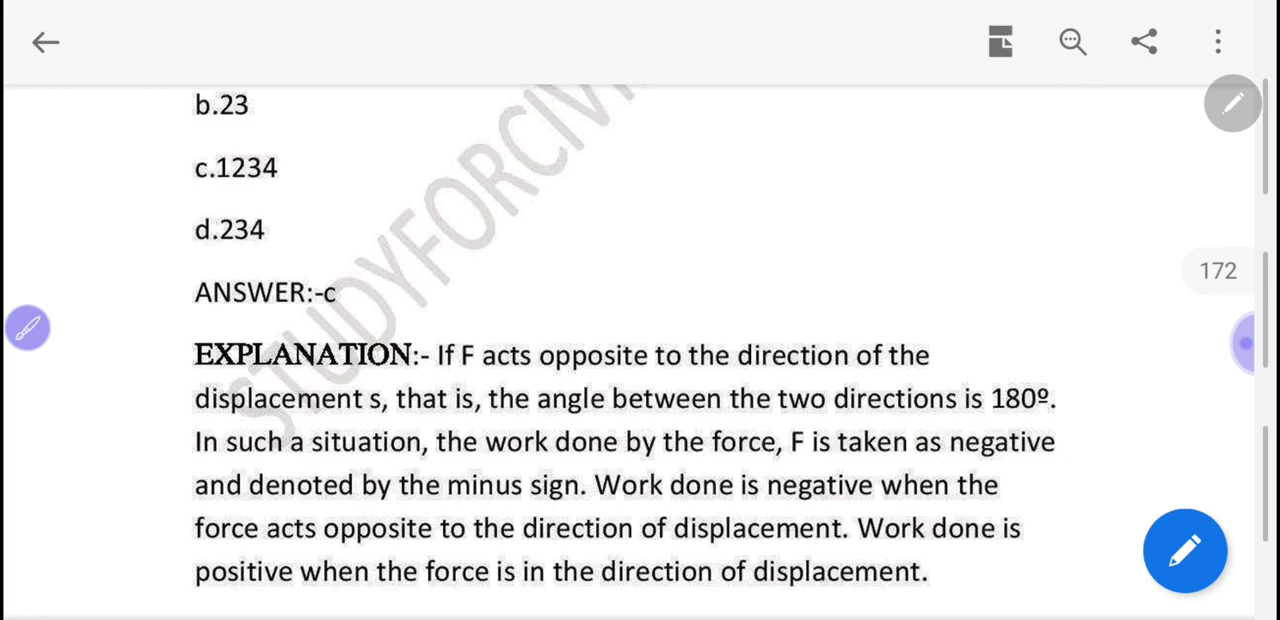 172
b.23
c.1234
d.234
ANSWER:-c
EXPLANATION:- If F acts opposite to the direction of the
displacement s, that is, the angle between the two directions is 180º.
In such a situation, the work done by the force, F is taken as negative
and denoted by the minus sign. Work done is negative when the
force acts opposite to the direction of displacement. Work done is
positive when the force is in the direction of displacement.
STUDYFORCIV